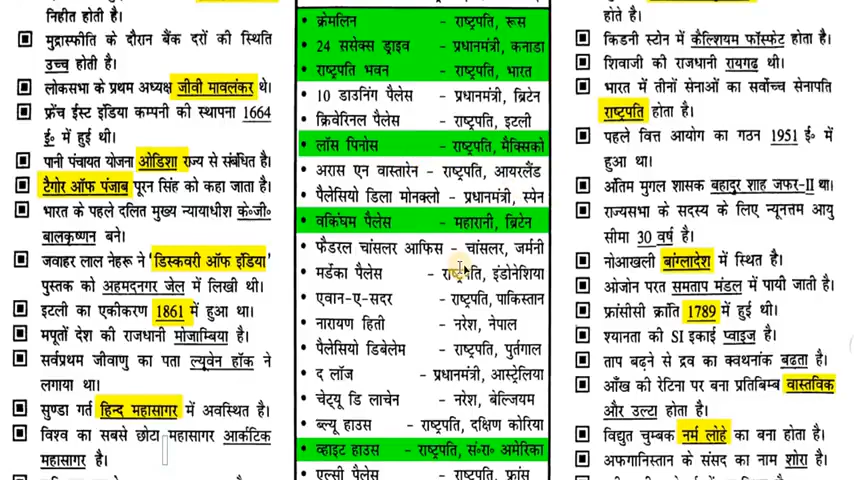 निहीत होती है।
मुद्रास्फीति के दौरान बैंक दरों की स्थिति
उच्च होती है।
लोकसभा के प्रथम अध्यक्ष जीवी मावलंकर थे।
फ्रेंच ईस्ट इंडिया कम्पनी की स्थापना 1664
ई० में हुई थी।
पानी पंचायत योजना ओडिशा राज्य से संबंधित है।
टैगोर ऑफ पंजाब पूरन सिंह को कहा जाता है।
भारत के पहले दलित मुख्य न्यायाधीश के०जी०
बालकृष्णन बने।
जवाहर लाल नेहरू ने 'डिस्कवरी ऑफ इंडिया'
पुस्तक को अहमदनगर जेल में लिखी थी।
इटली का एकीकरण 1861 में हुआ था।
मपूतों देश की राजधानी मोजाम्बिया है।
सर्वप्रथम जीवाणु का पता ल्यूवेन हॉक ने
लगाया था।
सुण्डा गर्त हिन्द महासागर में अवस्थित है।
विश्व का सबसे छोटा महासागर आर्कटिक
महासागर है।
• क्रेमलिन - राष्ट्रपति, रूस
• 24 ससेक्स ड्राइव - प्रधानमंत्री, कनाडा
• राष्ट्रपति भवन - राष्ट्रपति, भारत
• 10 डाउनिंग पैलेस - प्रधानमंत्री, ब्रिटेन
• क्विरिनल पैलेस - राष्ट्रपति, इटली
• लॉस पिनोस - राष्ट्रपति, मैक्सिको
• अरास एन वास्तारेन - राष्ट्रपति, आयरलैंड
• पैलेसियो डिला मोनक्लो - प्रधानमंत्री, स्पेन
• वकिंघम पैलेस - महारानी, ब्रिटेन
• फैडरल चांसलर आफिस - चांसलर, जर्मनी
• मर्डेका पैलेस - राष्ट्रपति, इंडोनेशिया
• एवान-ए-सदर - राष्ट्रपति, पाकिस्तान
• नारायण हिती - नरेश, नेपाल
• पैलेसियो डिबेलेम - राष्ट्रपति, पुर्तगाल
• द लॉज - प्रधानमंत्री, आस्ट्रेलिया
• चेट्यू डि लाचेन - नरेश, बेल्जियम
• ब्ल्यू हाउस - राष्ट्रपति, दक्षिण कोरिया
• व्हाइट हाउस - राष्ट्रपति, सं०रा० अमेरिका
• एल्सी पैलेस - राष्ट्रपति, फ्रांस
होते है।
किडनी स्टोन में कैल्शियम फॉस्फेट होता है।
शिवाजी की राजधानी रायगढ़ थी।
भारत में तीनों सेनाओं का सर्वोच्च सेनापति
राष्ट्रपति होता है।
पहले वित्त आयोग का गठन 1951 ई० में
हुआ था।
अंतिम मुगल शासक बहादुर शाह जफर-II था।
राज्यसभा के सदस्य के लिए न्यूनतम आयु
सीमा 30 वर्ष है।
नोआखली बांग्लादेश में स्थित है।
ओजोन परत समताप मंडल में पायी जाती है।
फ्रांसीसी क्रांति 1789 में हुई थी।
श्यानता की SI इकाई प्वाइज है।
ताप बढ़ने से द्रव का क्वथनांक बढता है।
आँख की रेटिना पर बना प्रतिबिम्ब वास्तविक
और उल्टा होता है।
विद्युत चुम्बक नर्म लोहे का बना होता है।
अफगानिस्तान के संसद का नाम शोरा है।